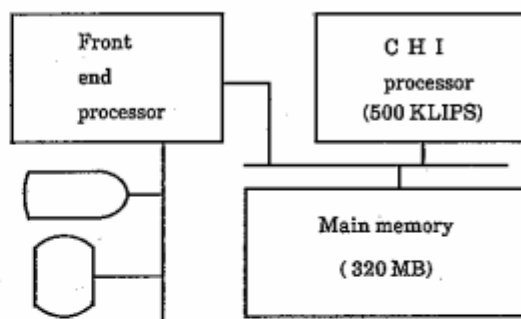 Front
end
processor
C H I
processor
(500 KLIPS)
Main memory
( 320 MB)